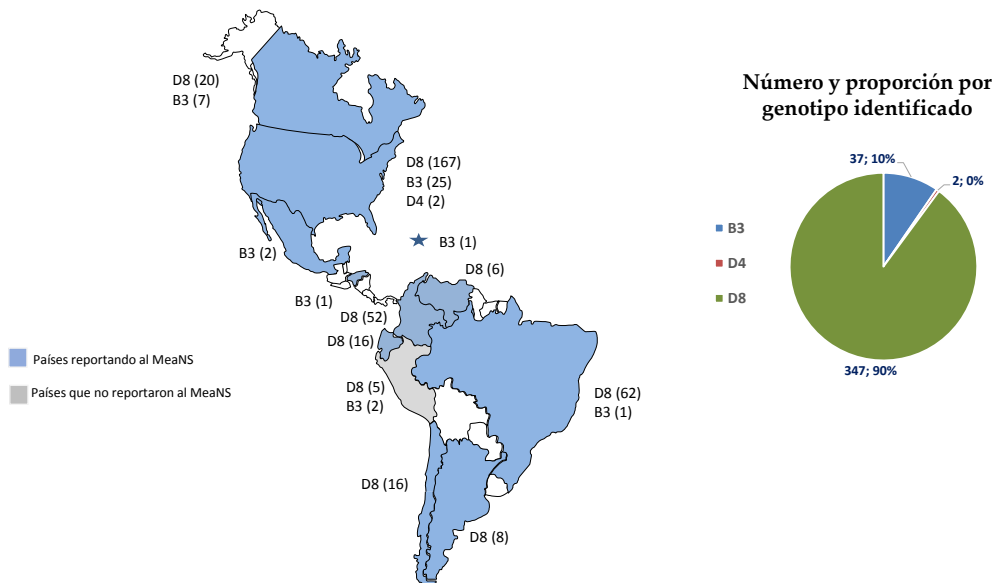 D8 (20)
B3 (7)
D8 (167)
B3 (25)
D4 (2)
B3 (1)
B3 (2)
D8 (6)
B3 (1)
D8 (52)
D8 (16)
Países reportando al MeaNS
Países que no reportaron al MeaNS
D8 (5)
B3 (2)
D8 (62)
B3 (1)
D8 (16)
D8 (8)
Número y proporción por
genotipo identificado
37; 10%
2; 0%
B3
D4
D8
347; 90%